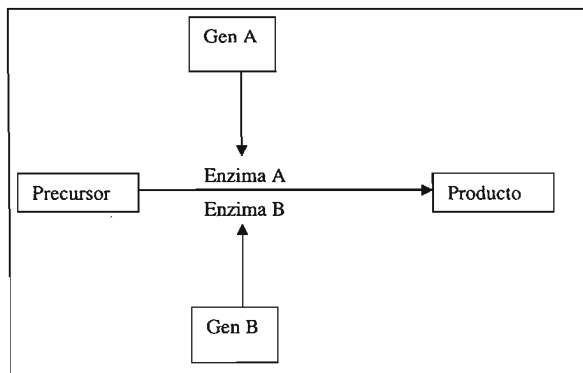 Gen A
Enzima A
Precursor
Producto
Enzima B
Gen B